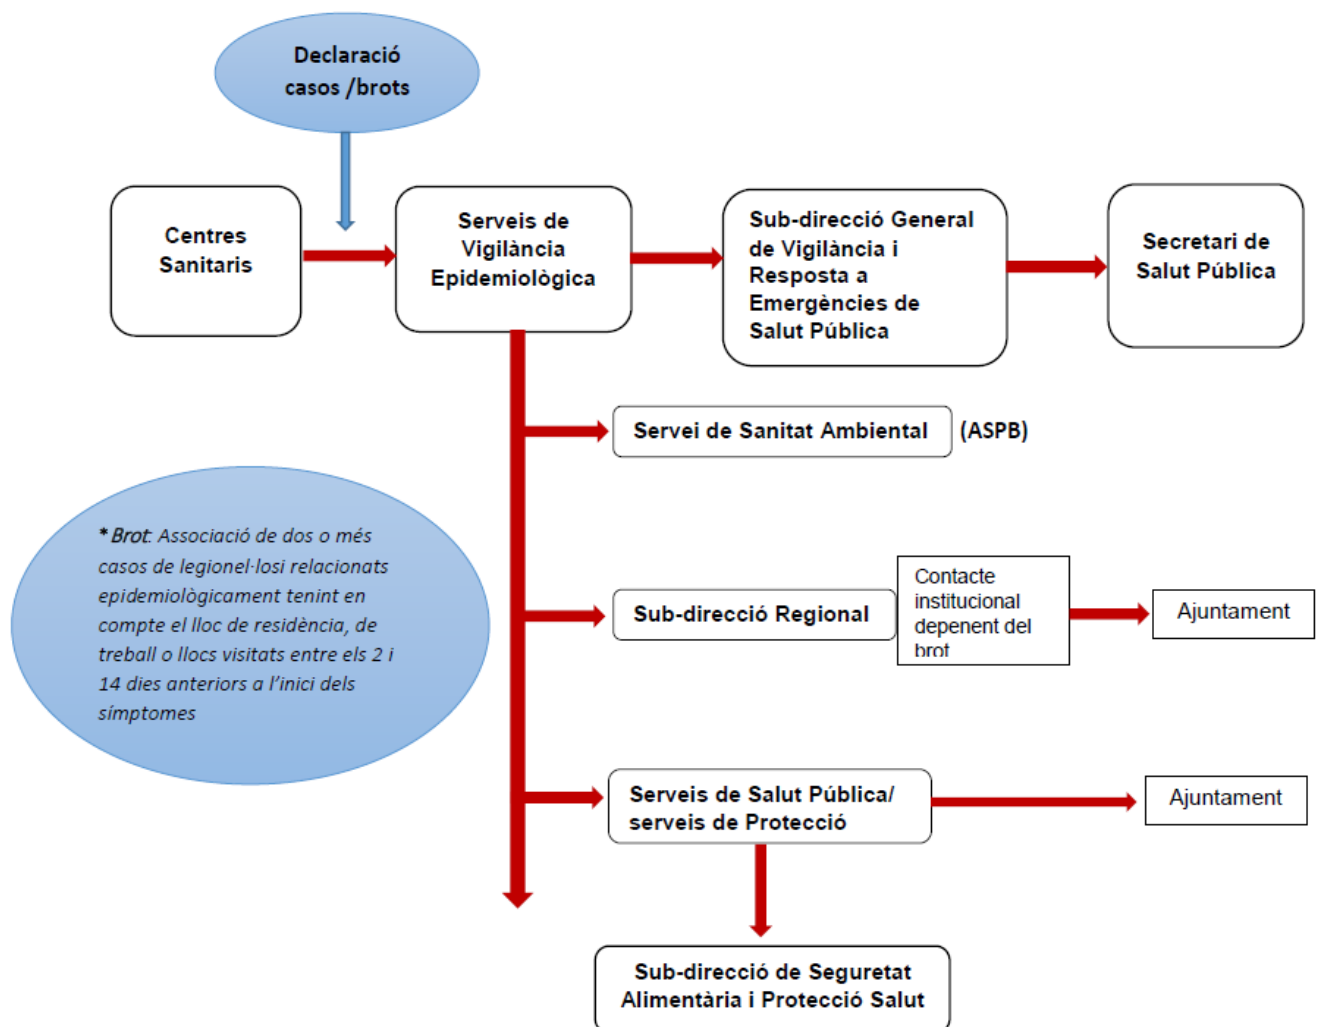 Declaració
casos /brots
Centres
Sanitaris
Serveis de
Vigilància
Epidemiològica
Sub-direcció General
de Vigilància i
Resposta a
Emergències de
Salut Pública
Secretari de
Salut Pública
Servei de Sanitat Ambiental (ASPB)
* Brot: Associació de dos o més
casos de legionel·losi relacionats
epidemiològicament tenint en
compte el lloc de residència, de
treball o llocs visitats entre els 2 i
14 dies anteriors a l’inici dels
símptomes
Sub-direcció Regional
Contacte
institucional
depenent del
brot
Ajuntament
Serveis de Salut Pública/
serveis de Protecció
Ajuntament
Sub-direcció de Seguretat
Alimentària i Protecció Salut